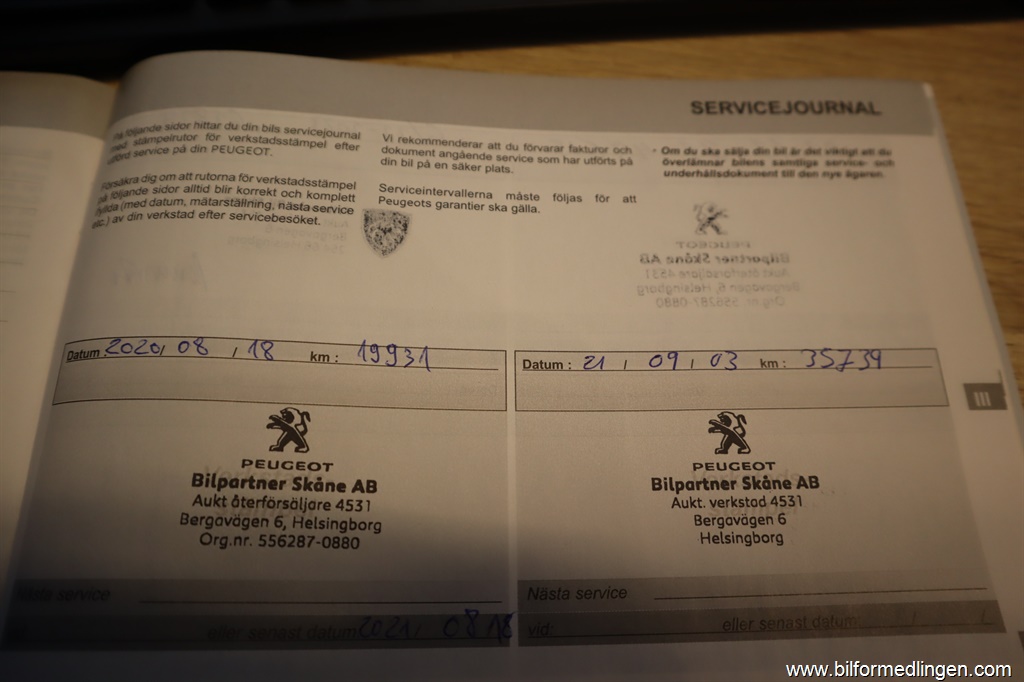 SERVICEJOURNAL
På följande sidor hittar du din bils servicejournal
med stämpelrutor för verkstadsstämpel efter
utförd service på din PEUGEOT.
Försäkra dig om att rutorna för verkstadsstämpel
på följande sidor alltid blir korrekt och komplett
ifyllda (med datum, mätarställning, nästa service
etc.) av din verkstad efter servicebesöket.
Vi rekommenderar att du förvarar fakturor och
dokument angående service som har utförts på
din bil på en säker plats.
Serviceintervallerna måste följas för att
Peugeots garantier ska gälla.
Om du ska sälja din bil är det viktigt att du
överlämnar bilens samtliga service- och
underhållsdokument till den nye ägaren.
Datum 2020/ 08 / 18 km : 19931
PEUGEOT
Bilpartner Skåne AB
Aukt återförsäljare 4531
Bergavägen 6, Helsingborg
Org.nr. 556287-0880
Nästa service
eller senast datum 2021/ 08 18
Datum : 21 / 09 / 03 km : 35739
PEUGEOT
Bilpartner Skåne AB
Aukt. verkstad 4531
Bergavägen 6
Helsingborg
Nästa service
vid: eller senast datum: / /
III
www.bilformedlingen.com